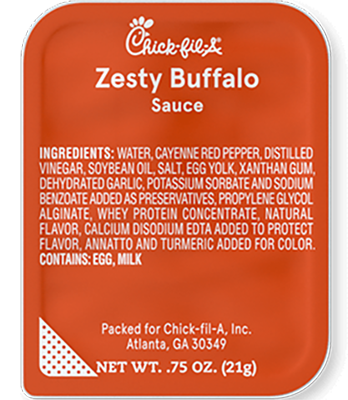 Chick-fil-A®
Zesty Buffalo
Sauce
INGREDIENTS: WATER, CAYENNE RED PEPPER, DISTILLED
VINEGAR, SOYBEAN OIL, SALT, EGG YOLK, XANTHAN GUM,
DEHYDRATED GARLIC, POTASSIUM SORBATE AND SODIUM
BENZOATE ADDED AS PRESERVATIVES, PROPYLENE GLYCOL
ALGINATE, WHEY PROTEIN CONCENTRATE, NATURAL
FLAVOR, CALCIUM DISODIUM EDTA ADDED TO PROTECT
FLAVOR, ANNATTO AND TURMERIC ADDED FOR COLOR.
CONTAINS: EGG, MILK
Packed for Chick-fil-A, Inc.
Atlanta, GA 30349
NET WT. .75 OZ. (21g)